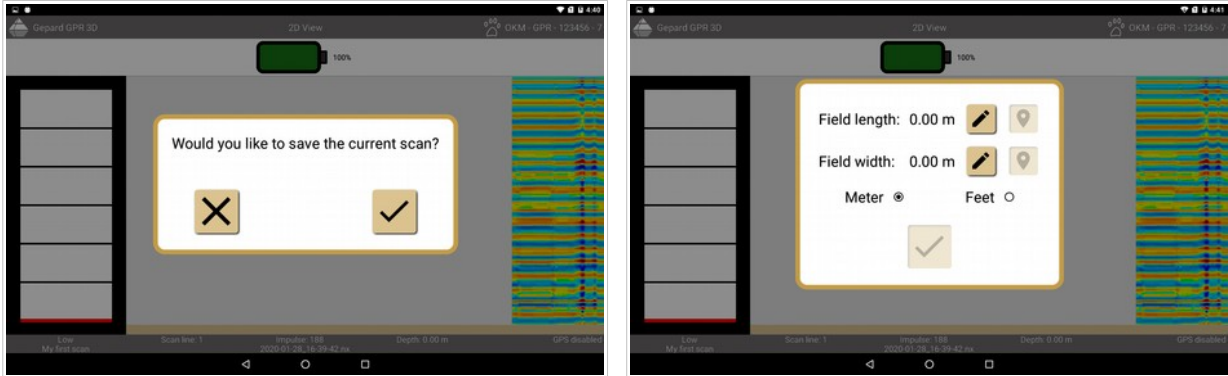 4:40
Gepard GPR 3D
2D View
OKM - GPR - 123456 - 7
100%
Would you like to save the current scan?
Low
My first scan
Scan line: 1
Impulse: 188
2020-01-28_16-39-42.nx
Depth: 0.00 m
GPS disabled
4:41
Gepard GPR 3D
2D View
OKM - GPR - 123456 - 7
100%
Field length: 0.00 m
Field width: 0.00 m
Meter Feet
Low
My first scan
Scan line: 1
Impulse: 188
2020-01-28_16-39-42.nx
Depth: 0.00 m
GPS disabled